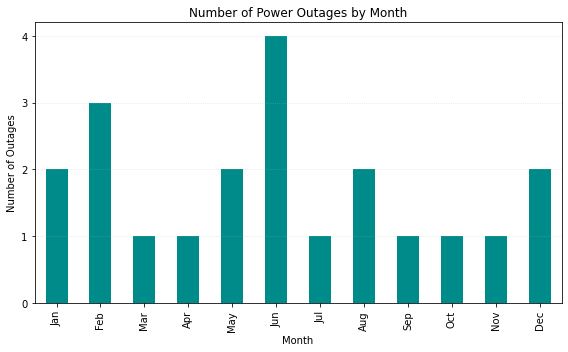 Number of Power Outages by Month
Number of Outages
4
3
2
1
0
Jan
Feb
Mar
Apr
May
Jun
Jul
Aug
Sep
Oct
Nov
Dec
Month